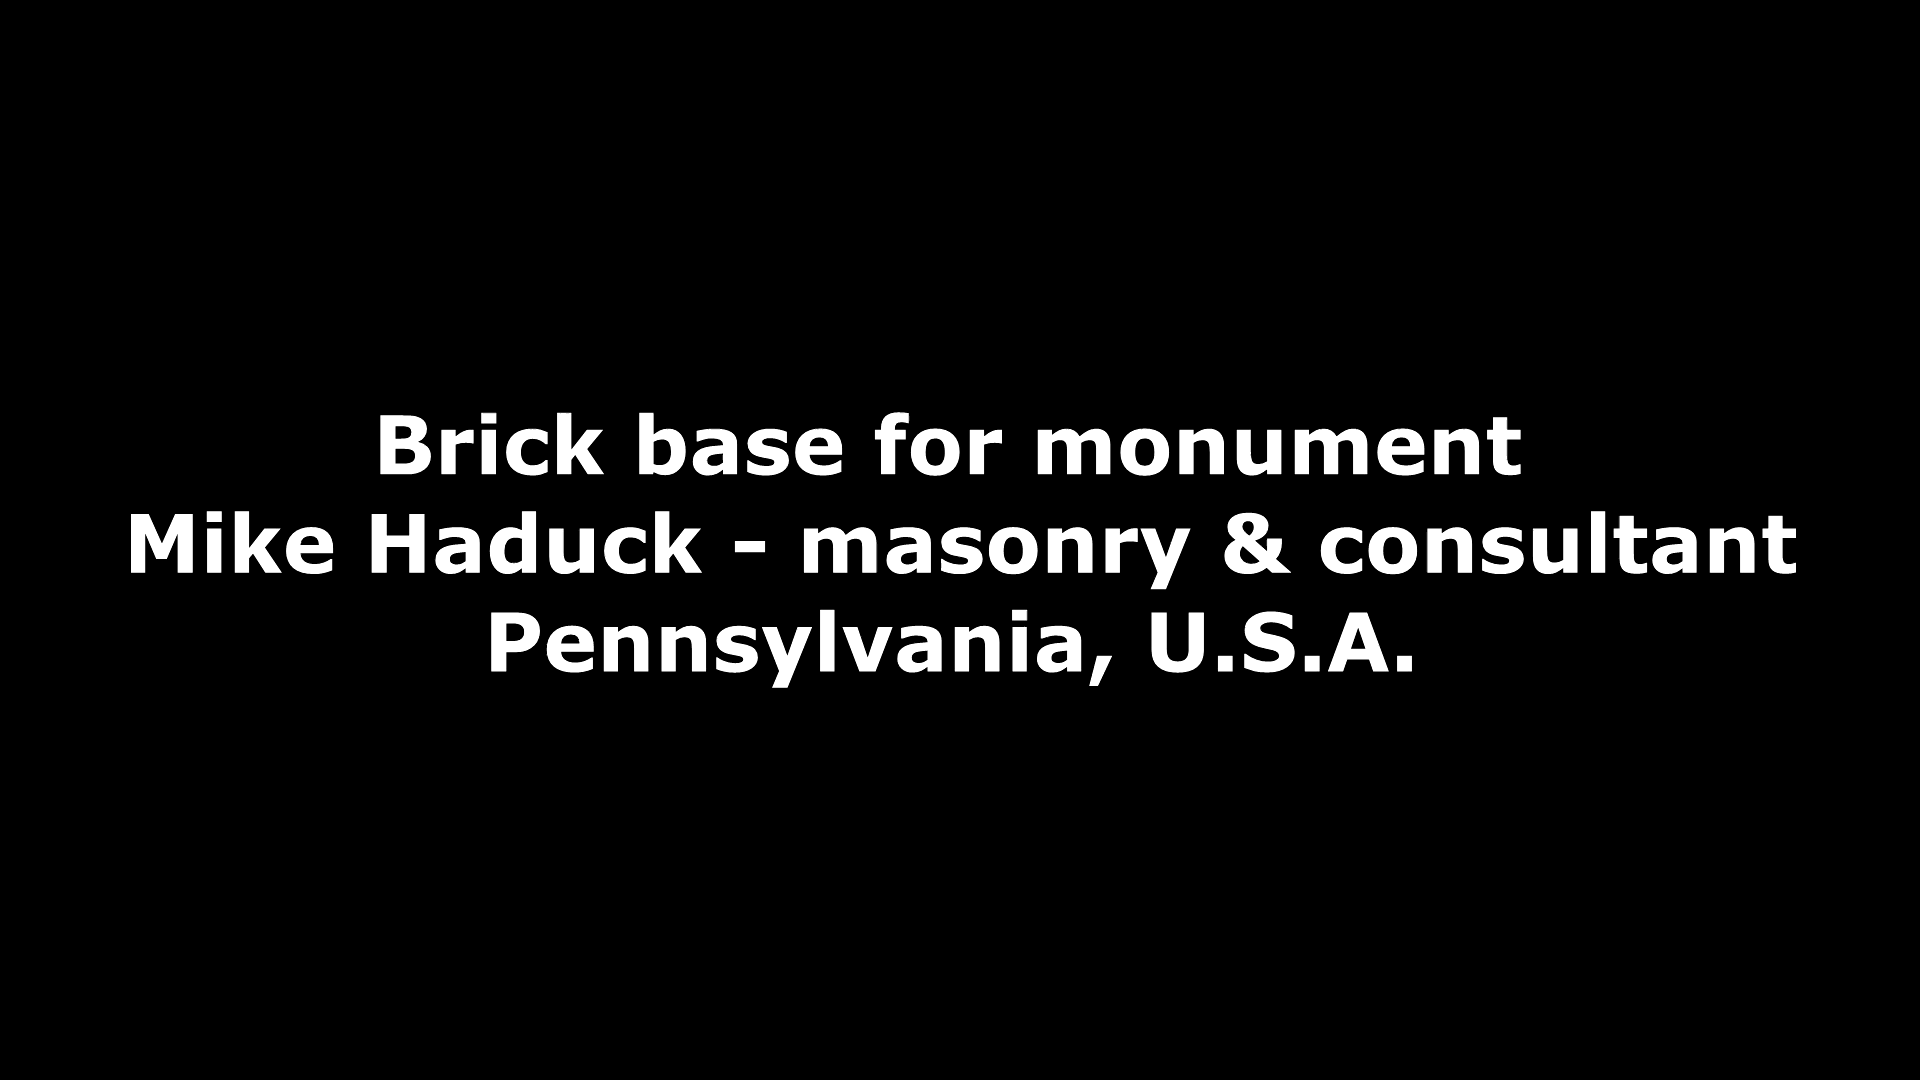 Brick base for monument
Mike Haduck - masonry & consultant
Pennsylvania, U.S.A.